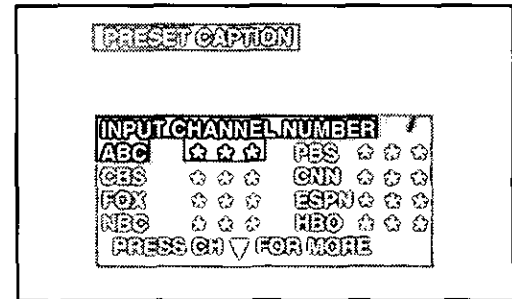 PRESET CAPTION
INPUT CHANNEL NUMBER
ABC ☆ ☆ ☆ PBS ☆ ☆ ☆
CBS ☆ ☆ ☆ CNN ☆ ☆ ☆
FOX ☆ ☆ ☆ ESPN ☆ ☆ ☆
NBC ☆ ☆ ☆ HBO ☆ ☆ ☆
PRESS CH ▽ FOR MORE